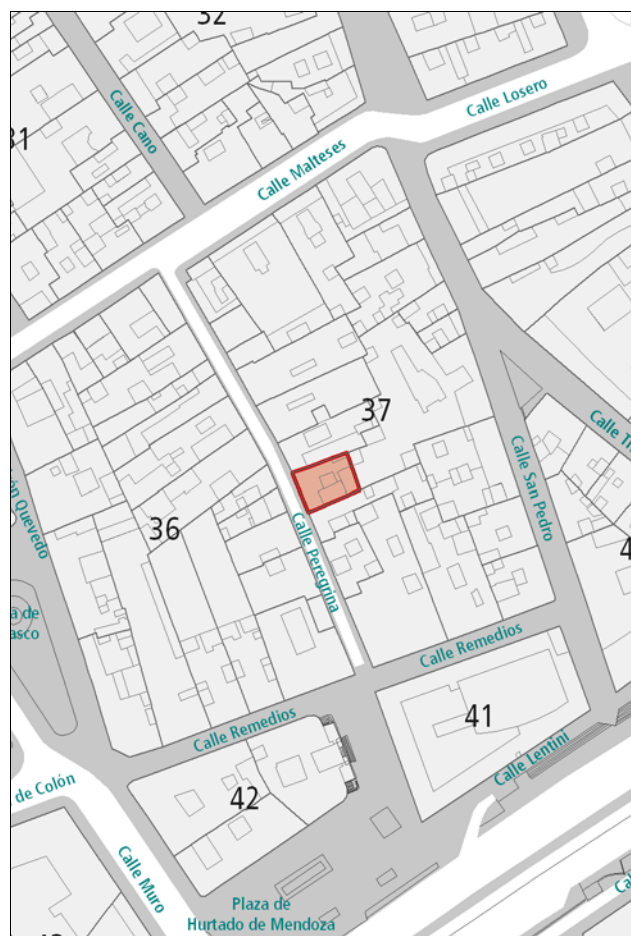 32
Calle Losero
Calle Cano
31
Calle Malteses
37
Calle San Pedro
36
Calle Peregrina
Calle Remedios
Calle Remedios
41
Calle Lentini
42
de Colón
Calle Muro
Plaza de
Hurtado de Mendoza